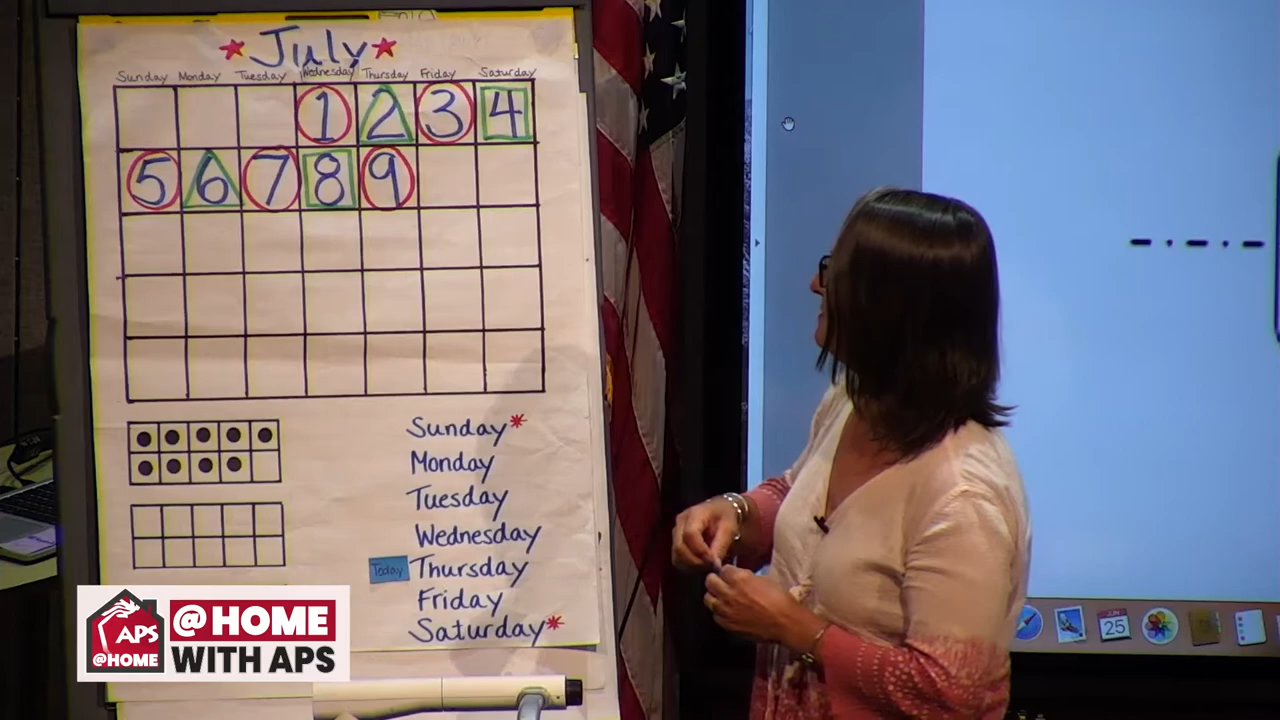 July
Sunday Monday Tuesday Wednesday Thursday Friday Saturday
1 2 3 4
5 6 7 8 9
Sunday*
Monday
Tuesday
Wednesday
Today Thursday
Friday
Saturday*
APS
@HOME
@HOME
WITH APS
JUN
25